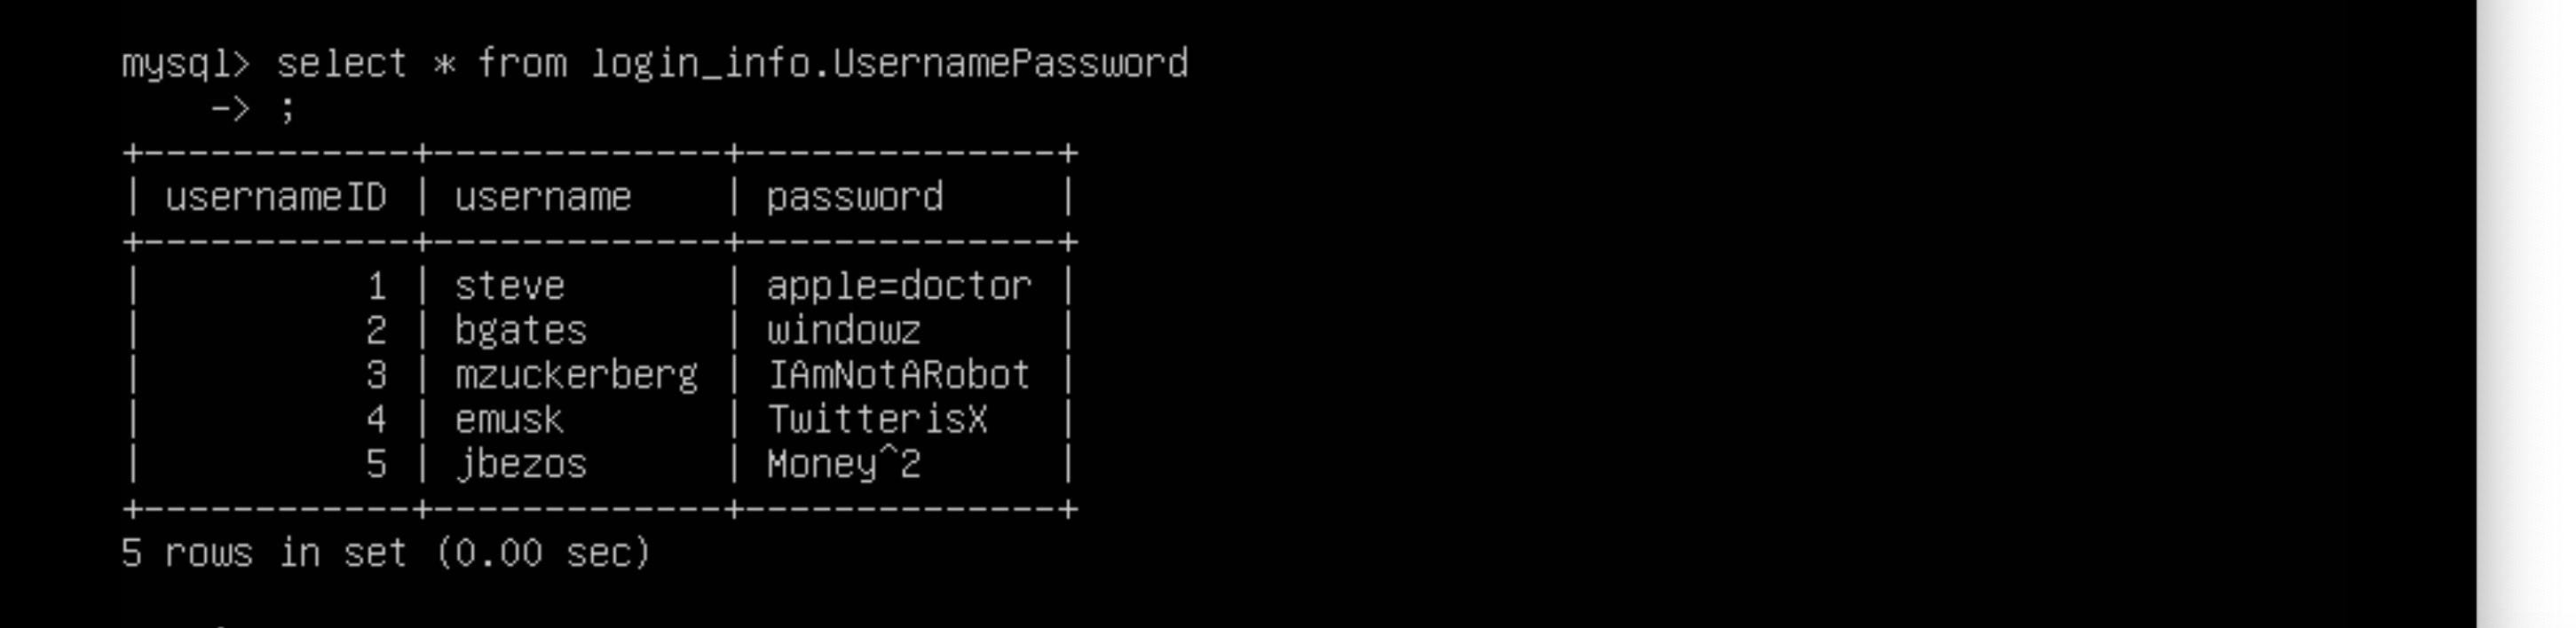 mysql> select * from login_info.UsernamePassword
    -> ;
+------------+-------------+--------------+
| usernameID | username    | password     |
+------------+-------------+--------------+
|          1 | steve       | apple=doctor |
|          2 | bgates      | windowz      |
|          3 | mzuckerberg | IAmNotARobot |
|          4 | emusk       | TwitterisX   |
|          5 | jbezos      | Money^2      |
+------------+-------------+--------------+
5 rows in set (0.00 sec)